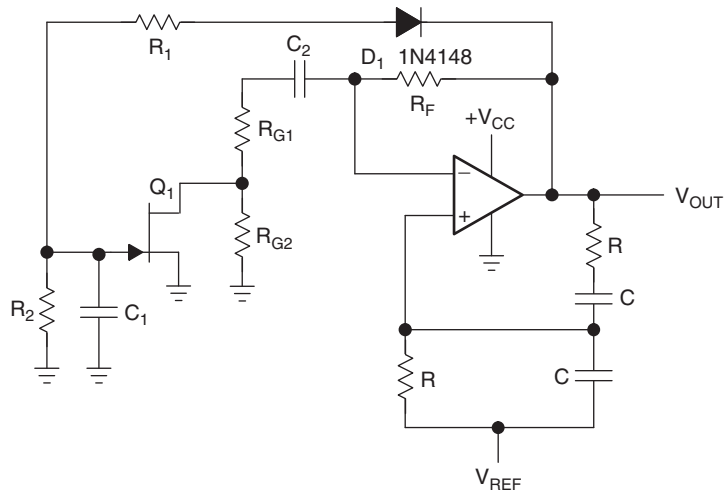 R1
C2
D1 1N4148
RF
RG1
+VCC
Q1
−
VOUT
+
R
RG2
R2
C1
C
R
C
VREF